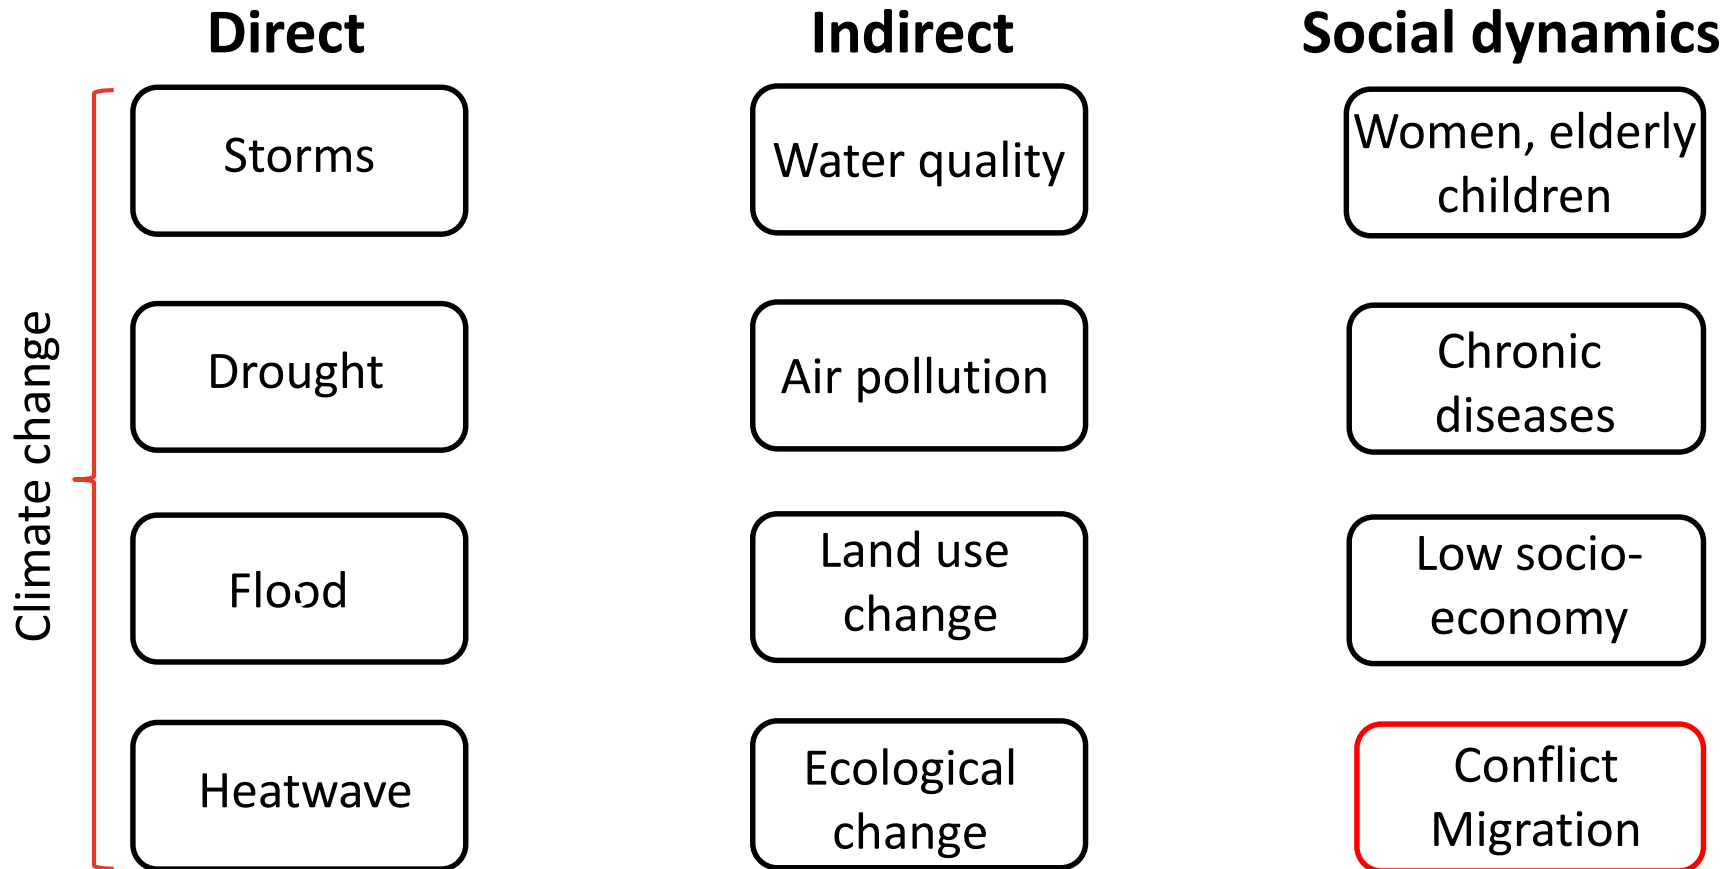 Direct
Indirect
Social dynamics
Climate change
Storms
Water quality
Women, elderly
children
Drought
Air pollution
Chronic
diseases
Flood
Land use
change
Low socio-
economy
Heatwave
Ecological
change
Conflict
Migration